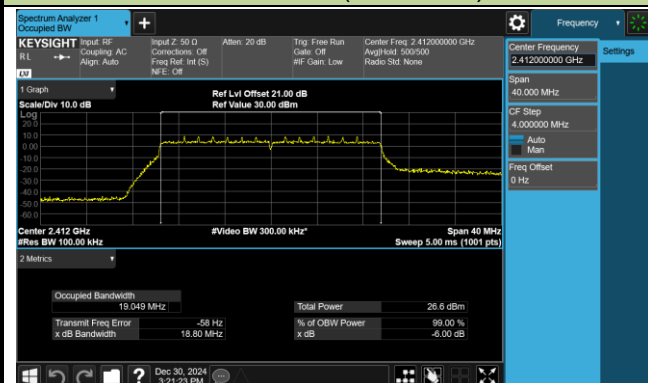 Spectrum Analyzer 1
Occupied BW
+
Frequency
KEYSIGHT
RL
LXI
Input: RF
Coupling: AC
Align: Auto
Input Z: 50 Ω
Corrections: Off
Freq Ref: Int (S)
NFE: Off
Atten: 20 dB
Trig: Free Run
Gate: Off
#IF Gain: Low
Center Freq: 2.412000000 GHz
Avg|Hold: 500/500
Radio Std: None
Center Frequency
2.412000000 GHz
Settings
Span
40.000 MHz
CF Step
4.000000 MHz
Auto
Man
Freq Offset
0 Hz
1 Graph
Scale/Div 10.0 dB
Ref Lvl Offset 21.00 dB
Ref Value 30.00 dBm
Log
20.0
10.0
0.00
-10.0
-20.0
-30.0
-40.0
-50.0
-60.0
Center 2.412 GHz
#Video BW 300.00 kHz*
Span 40 MHz
#Res BW 100.00 kHz
Sweep 5.00 ms (1001 pts)
2 Metrics
Occupied Bandwidth
19.049 MHz
Total Power 26.6 dBm
Transmit Freq Error -58 Hz
% of OBW Power 99.00 %
x dB Bandwidth 18.80 MHz
x dB -6.00 dB
?
Dec 30, 2024
3:21:23 PM